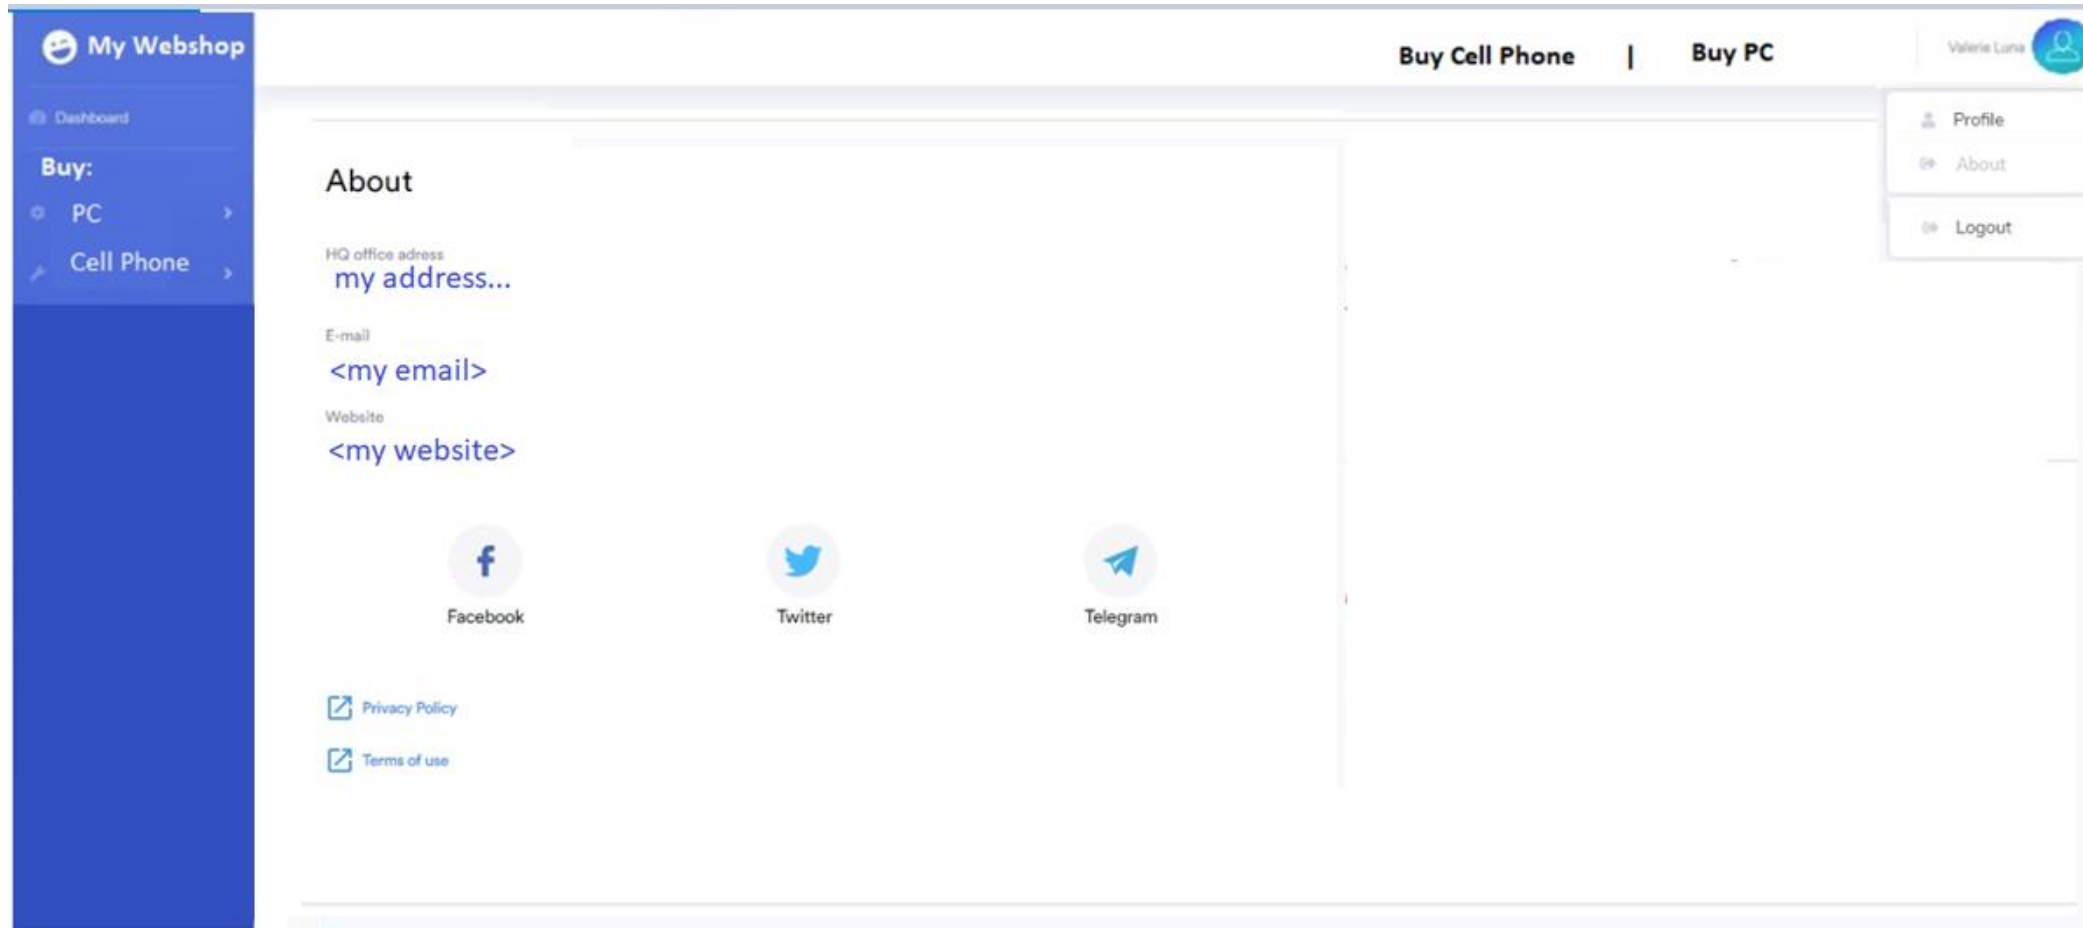 My Webshop
Buy Cell Phone | Buy PC
Valerie Luna
Dashboard
Buy:
PC
Cell Phone
Profile
About
Logout
About
HQ office adress
my address...
E-mail
<my email>
Website
<my website>
Facebook
Twitter
Telegram
Privacy Policy
Terms of use